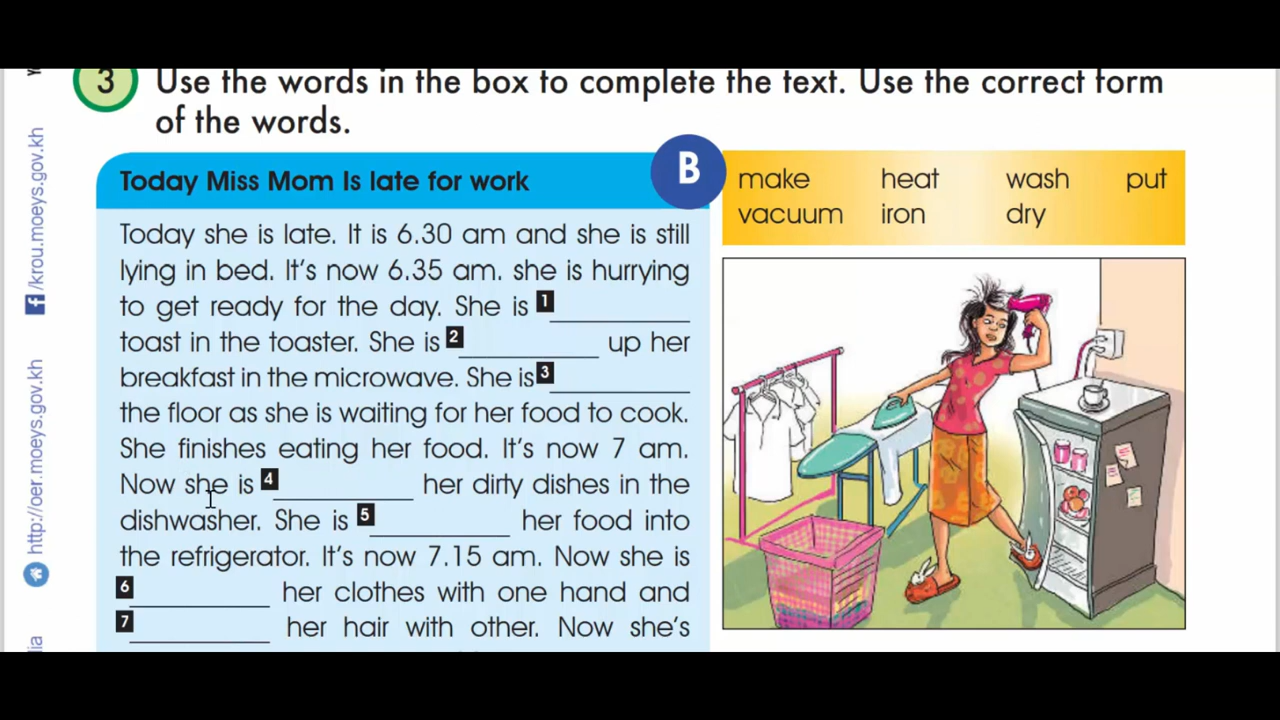 3 Use the words in the box to complete the text. Use the correct form
of the words.
B
Today Miss Mom Is late for work
Today she is late. It is 6.30 am and she is still
lying in bed. It's now 6.35 am. she is hurrying
to get ready for the day. She is 1 ____________
toast in the toaster. She is 2 ____________ up her
breakfast in the microwave. She is 3 ____________
the floor as she is waiting for her food to cook.
She finishes eating her food. It's now 7 am.
Now she is 4 ____________ her dirty dishes in the
dishwasher. She is 5 ____________ her food into
the refrigerator. It's now 7.15 am. Now she is
6 ____________ her clothes with one hand and
7 ____________ her hair with other. Now she's
make heat wash put
vacuum iron dry
f /krou.moeys.gov.kh
http://oer.moeys.gov.kh